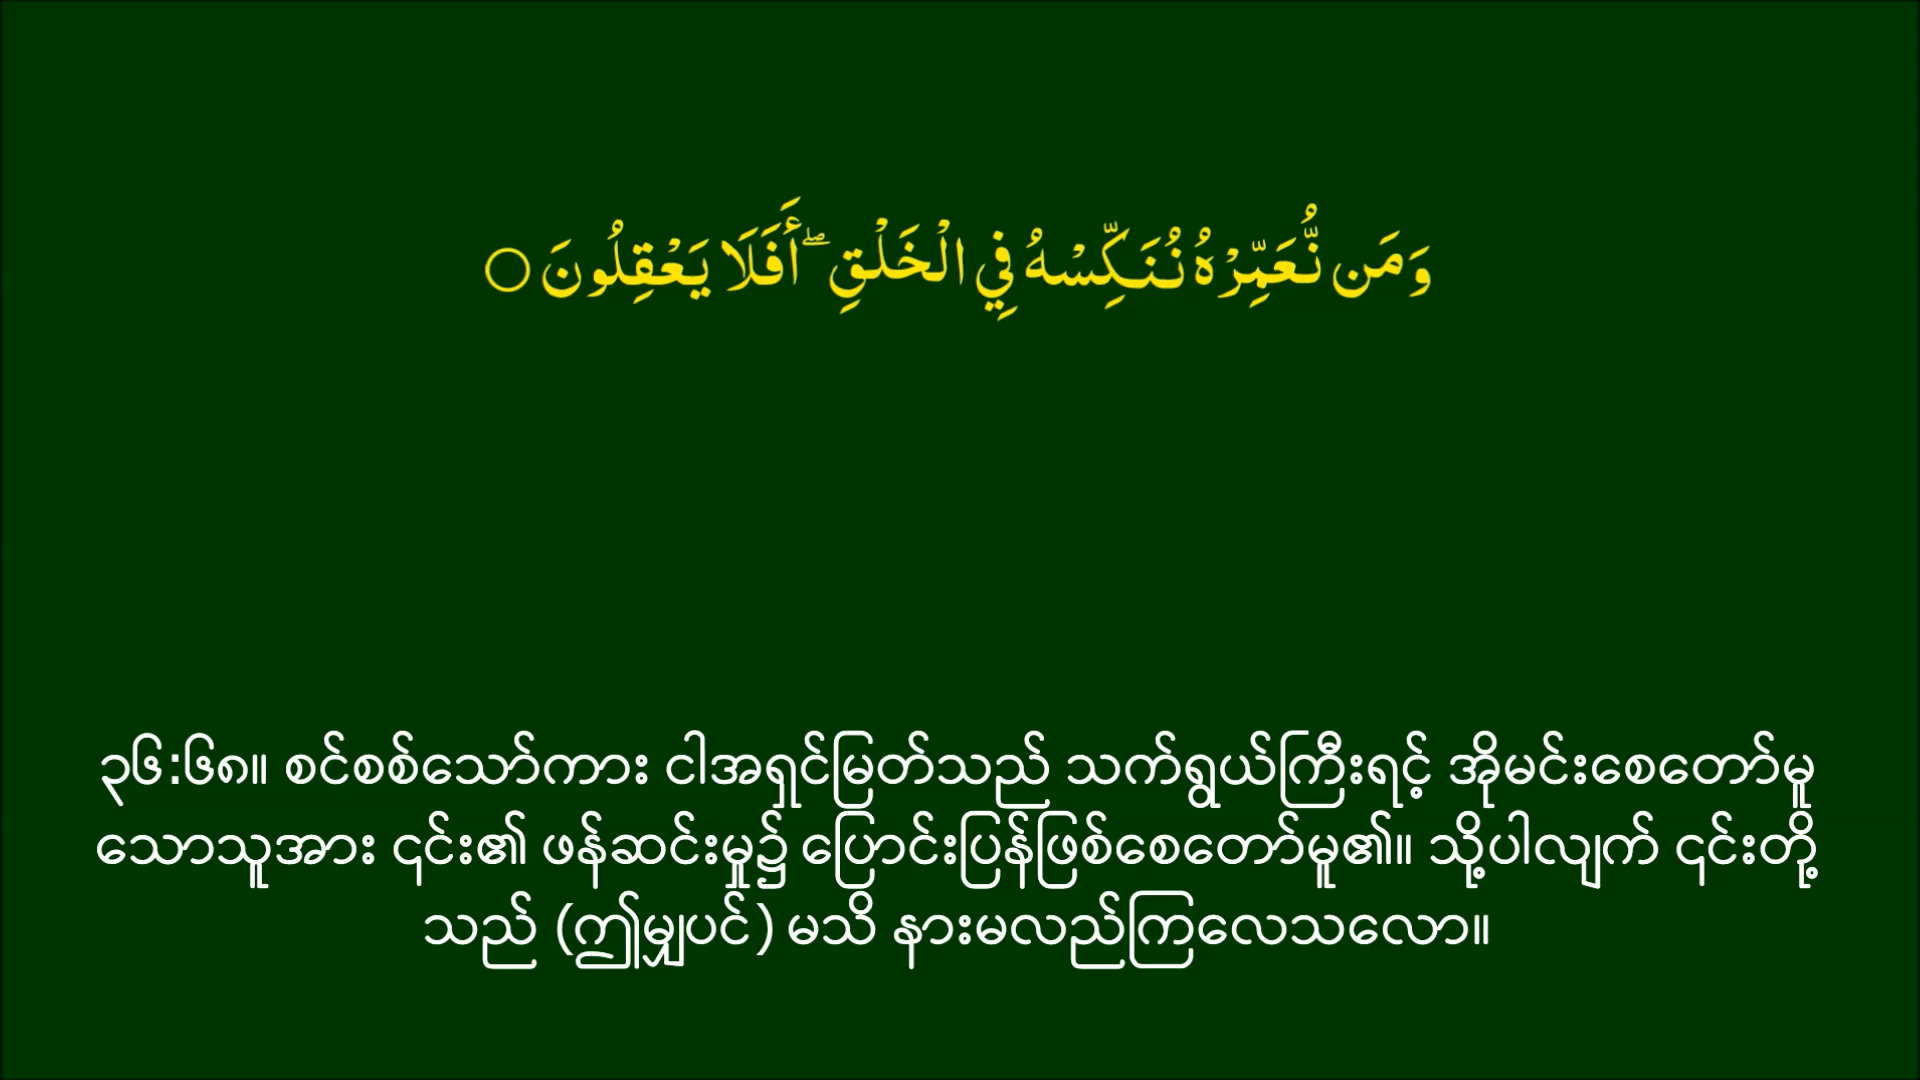 وَمَن نُّعَمِّرْهُ نُنَكِّسْهُ فِي الْخَلْقِ ۖ أَفَلَا يَعْقِلُونَ ○
၃၆:၆၈။ စင်စစ်သော်ကား ငါအရှင်မြတ်သည် သက်ရွယ်ကြီးရင့် အိုမင်းစေတော်မူ
သောသူအား ၎င်း၏ ဖန်ဆင်းမှု၌ ပြောင်းပြန်ဖြစ်စေတော်မူ၏။ သို့ပါလျက် ၎င်းတို့
သည် (ဤမျှပင်) မသိ နားမလည်ကြလေသလော။